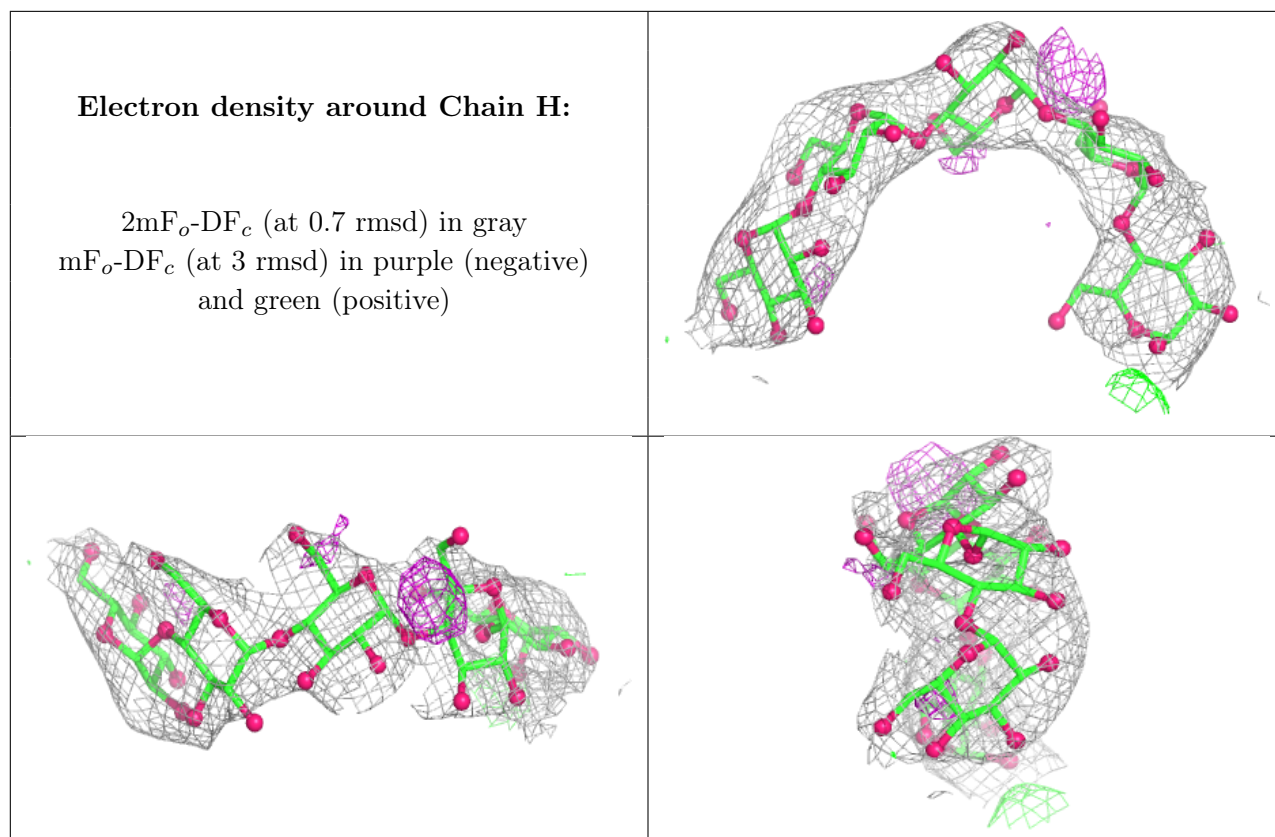 Electron density around Chain H:
2mFo-DFc (at 0.7 rmsd) in gray
mFo-DFc (at 3 rmsd) in purple (negative)
and green (positive)